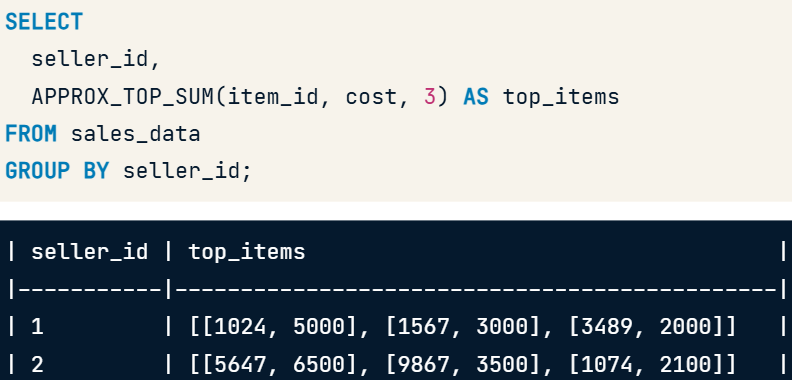 SELECT
  seller_id,
  APPROX_TOP_SUM(item_id, cost, 3) AS top_items
FROM sales_data
GROUP BY seller_id;
| seller_id | top_items                                    |
|-----------|----------------------------------------------|
| 1         | [[1024, 5000], [1567, 3000], [3489, 2000]]   |
| 2         | [[5647, 6500], [9867, 3500], [1074, 2100]]   |